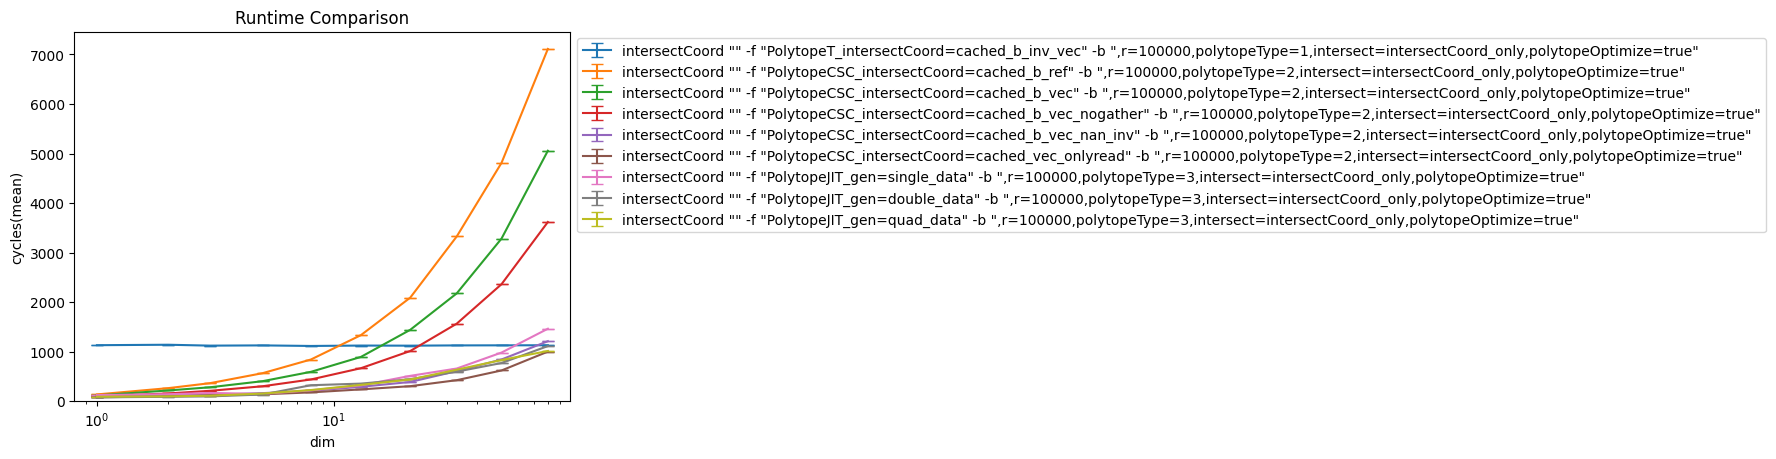 Runtime Comparison
cycles(mean)
7000
6000
5000
4000
3000
2000
1000
0
10⁰
10¹
dim
intersectCoord "" -f "PolytopeT_intersectCoord=cached_b_inv_vec" -b ",r=100000,polytopeType=1,intersect=intersectCoord_only,polytopeOptimize=true"
intersectCoord "" -f "PolytopeCSC_intersectCoord=cached_b_ref" -b ",r=100000,polytopeType=2,intersect=intersectCoord_only,polytopeOptimize=true"
intersectCoord "" -f "PolytopeCSC_intersectCoord=cached_b_vec" -b ",r=100000,polytopeType=2,intersect=intersectCoord_only,polytopeOptimize=true"
intersectCoord "" -f "PolytopeCSC_intersectCoord=cached_b_vec_nogather" -b ",r=100000,polytopeType=2,intersect=intersectCoord_only,polytopeOptimize=true"
intersectCoord "" -f "PolytopeCSC_intersectCoord=cached_b_vec_nan_inv" -b ",r=100000,polytopeType=2,intersect=intersectCoord_only,polytopeOptimize=true"
intersectCoord "" -f "PolytopeCSC_intersectCoord=cached_vec_onlyread" -b ",r=100000,polytopeType=2,intersect=intersectCoord_only,polytopeOptimize=true"
intersectCoord "" -f "PolytopeJIT_gen=single_data" -b ",r=100000,polytopeType=3,intersect=intersectCoord_only,polytopeOptimize=true"
intersectCoord "" -f "PolytopeJIT_gen=double_data" -b ",r=100000,polytopeType=3,intersect=intersectCoord_only,polytopeOptimize=true"
intersectCoord "" -f "PolytopeJIT_gen=quad_data" -b ",r=100000,polytopeType=3,intersect=intersectCoord_only,polytopeOptimize=true"